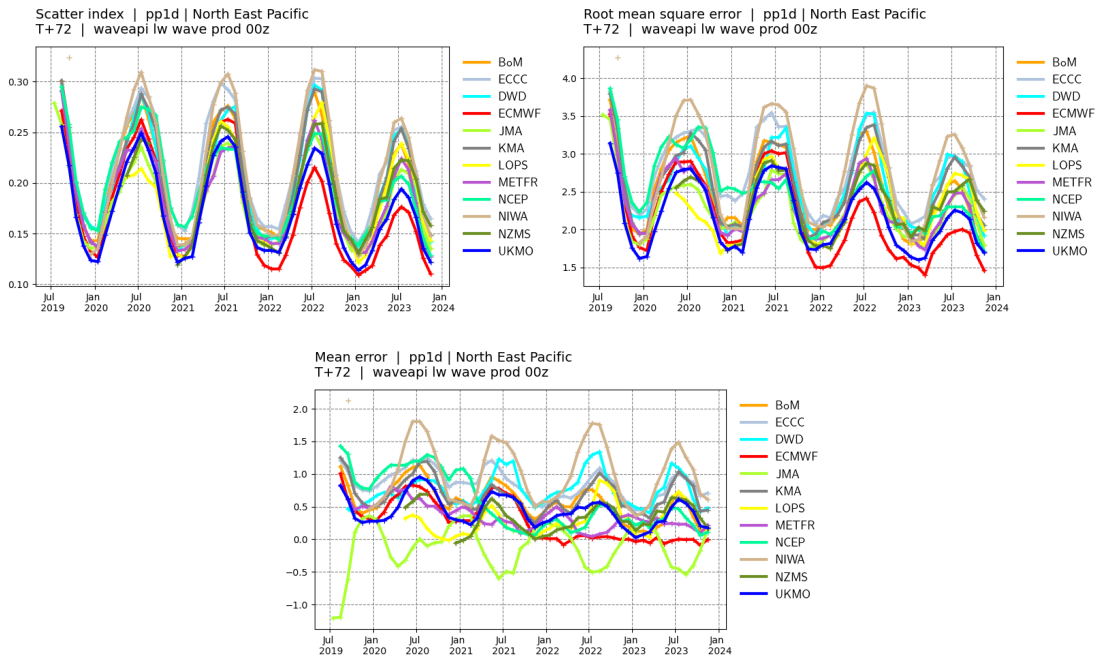 Scatter index | pp1d | North East Pacific
T+72 | waveapi lw wave prod 00z
0.30
0.25
0.20
0.15
0.10
Jul 2019
Jan 2020
Jul 2020
Jan 2021
Jul 2021
Jan 2022
Jul 2022
Jan 2023
Jul 2023
Jan 2024
BoM
ECCC
DWD
ECMWF
JMA
KMA
LOPS
METFR
NCEP
NIWA
NZMS
UKMO
Root mean square error | pp1d | North East Pacific
T+72 | waveapi lw wave prod 00z
4.0
3.5
3.0
2.5
2.0
1.5
Jul 2019
Jan 2020
Jul 2020
Jan 2021
Jul 2021
Jan 2022
Jul 2022
Jan 2023
Jul 2023
Jan 2024
BoM
ECCC
DWD
ECMWF
JMA
KMA
LOPS
METFR
NCEP
NIWA
NZMS
UKMO
Mean error | pp1d | North East Pacific
T+72 | waveapi lw wave prod 00z
2.0
1.5
1.0
0.5
0.0
−0.5
−1.0
Jul 2019
Jan 2020
Jul 2020
Jan 2021
Jul 2021
Jan 2022
Jul 2022
Jan 2023
Jul 2023
Jan 2024
BoM
ECCC
DWD
ECMWF
JMA
KMA
LOPS
METFR
NCEP
NIWA
NZMS
UKMO